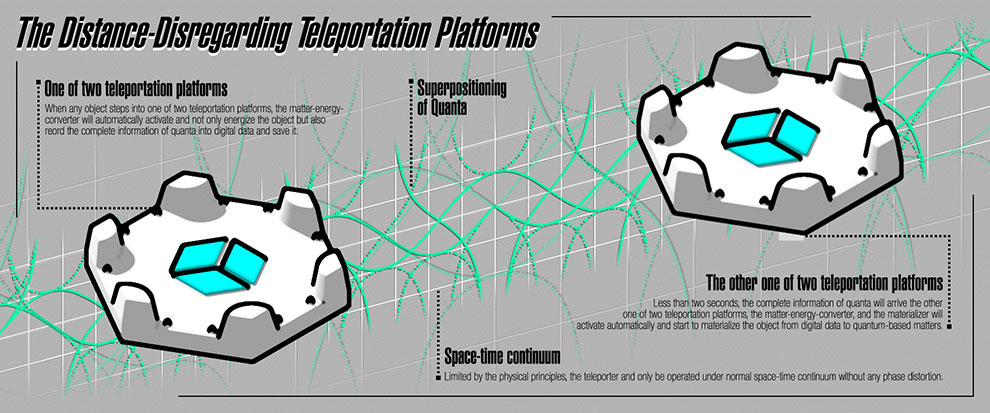 The Distance-Disregarding Teleportation Platforms
One of two teleportation platforms
When any object steps into one of two teleportation platforms, the matter-energy-
converter will automatically activate and not only energize the object but also
reord the complete information of quanta into digital data and save it.
Superpositioning
of Quanta
The other one of two teleportation platforms
Less than two seconds, the complete information of quanta will arrive the other
one of two teleportation platforms, the matter-energy-converter, and the materializer will
activate automatically and start to materialize the object from digital data to quantum-based matters.
Space-time continuum
Limited by the physical principles, the teleporter and only be operated under normal space-time continuum without any phase distortion.